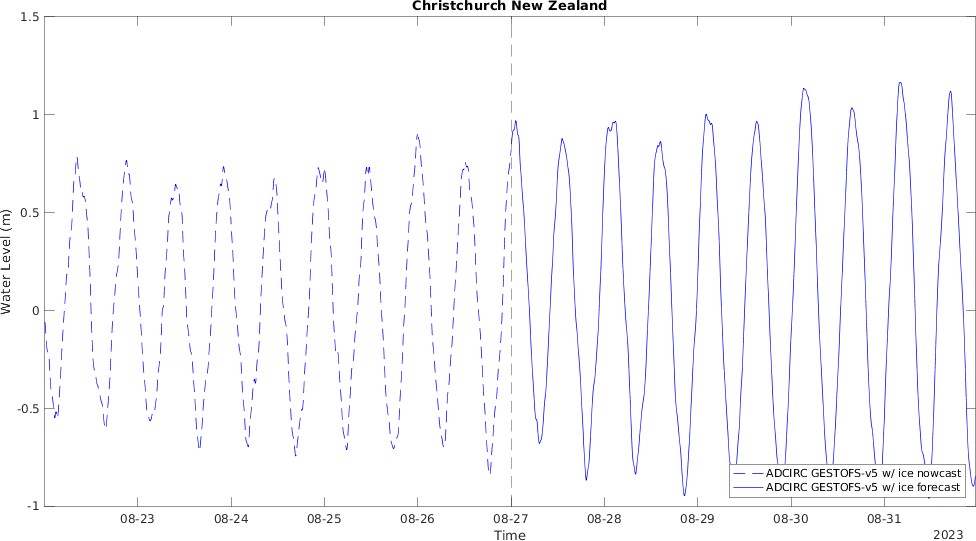 Christchurch New Zealand
1.5
1
0.5
0
-0.5
-1
Water Level (m)
ADCIRC GESTOFS-v5 w/ ice nowcast
ADCIRC GESTOFS-v5 w/ ice forecast
08-23 08-24 08-25 08-26 08-27 08-28 08-29 08-30 08-31
Time
2023